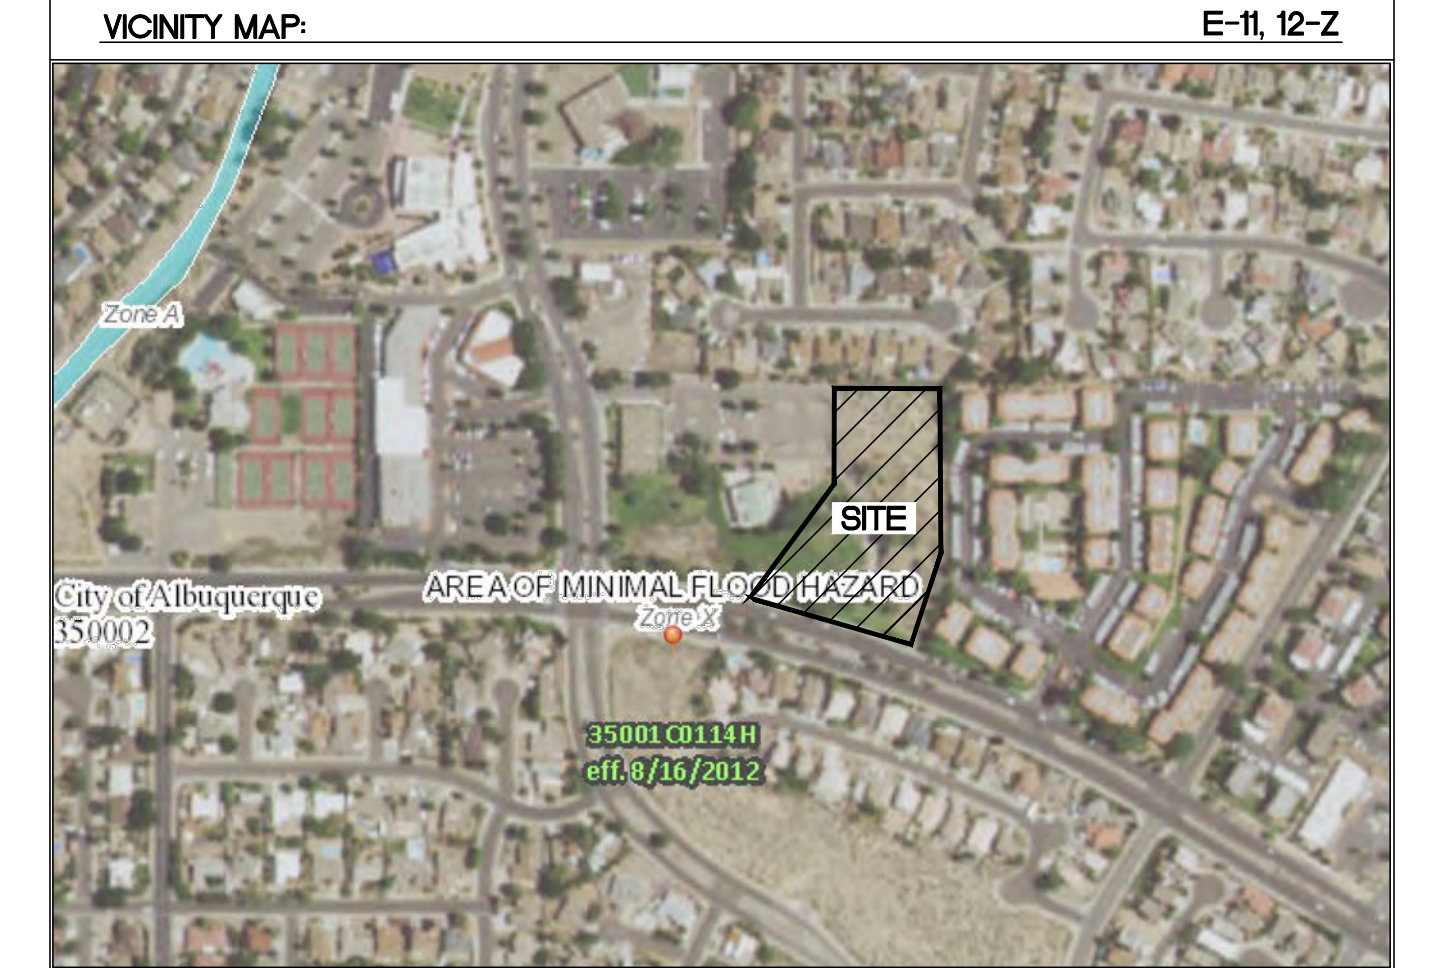 VICINITY MAP:
E-11, 12-Z
Zone A
SITE
AREA OF MINIMAL FLOOD HAZARD
Zone X
City of Albuquerque
350002
35001C0114H
eff. 8/16/2012